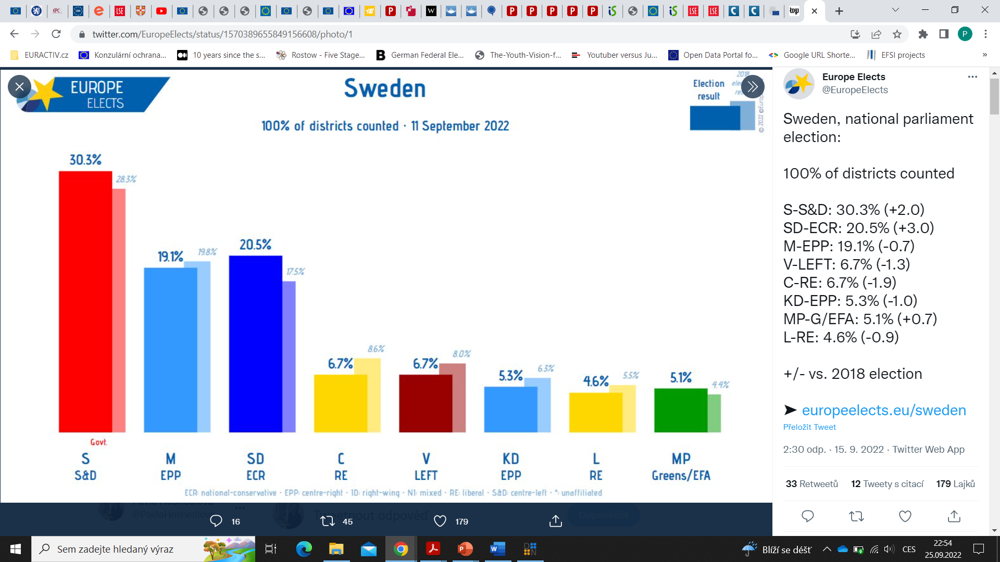 twitter.com/EuropeElects/status/1570389655849156608/photo/1
P
EURACTIV.cz
Konzulární ochrana...
10 years since the s...
Rostow - Five Stage...
German Federal Ele...
The-Youth-Vision-f...
Youtuber versus Ju...
Open Data Portal fo...
Google URL Shorte...
EFSI projects
»
EUROPE
ELECTS
Sweden
100% of districts counted · 11 September 2022
Election
result
2018
30.3%
28.3%
19.1%
19.8%
20.5%
17.5%
6.7%
8.6%
6.7%
8.0%
5.3%
6.3%
4.6%
5.5%
5.1%
4.4%
Govt.
S
S&D
M
EPP
SD
ECR
C
RE
V
LEFT
KD
EPP
L
RE
MP
Greens/EFA
ECR: national-conservative · EPP: centre-right · ID: right-wing · NI: mixed · RE: liberal · S&D: centre-left · *: unaffiliated
@PavlaHosnedlova
Tweetnout odpověď
16
45
179
Europe Elects
@EuropeElects
Sweden, national parliament
election:
100% of districts counted
S-S&D: 30.3% (+2.0)
SD-ECR: 20.5% (+3.0)
M-EPP: 19.1% (-0.7)
V-LEFT: 6.7% (-1.3)
C-RE: 6.7% (-1.9)
KD-EPP: 5.3% (-1.0)
MP-G/EFA: 5.1% (+0.7)
L-RE: 4.6% (-0.9)
+/- vs. 2018 election
➤ europeelects.eu/sweden
Přeložit Tweet
2:30 odp. · 15. 9. 2022 · Twitter Web App
33 Retweetů 12 Tweety s citací 179 Lajků
Sem zadejte hledaný výraz
Blíží se déšť
CES
22:54
25.09.2022